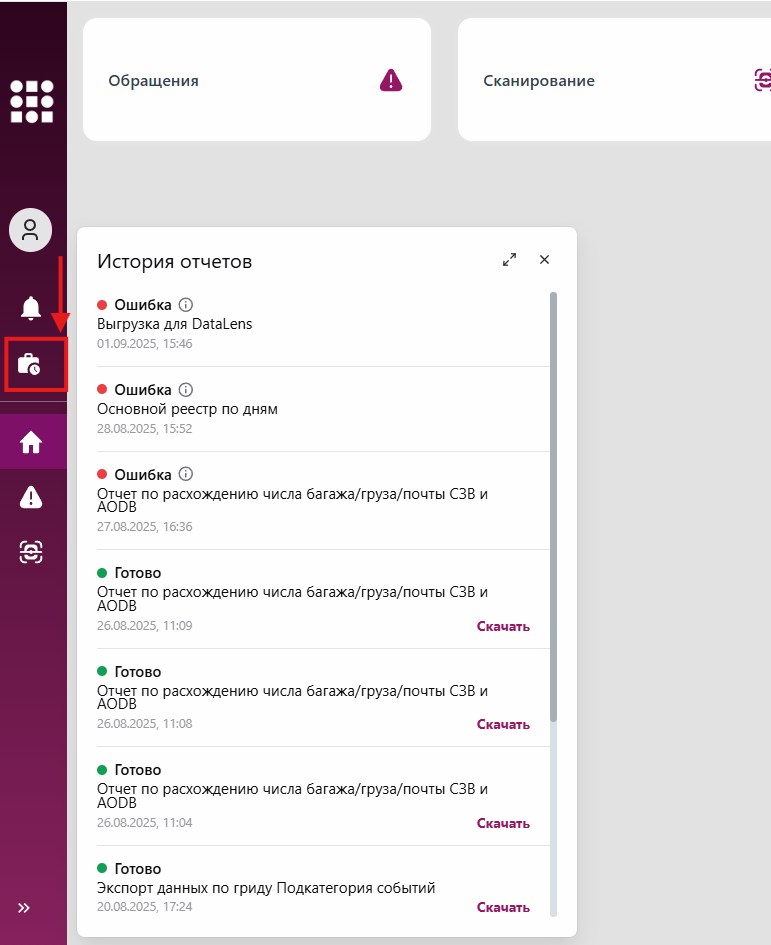 Обращения
Сканирование
История отчетов
Ошибка
Выгрузка для DataLens
01.09.2025, 15:46
Ошибка
Основной реестр по дням
28.08.2025, 15:52
Ошибка
Отчет по расхождению числа багажа/груза/почты СЗВ и
AODB
27.08.2025, 16:36
Готово
Отчет по расхождению числа багажа/груза/почты СЗВ и
AODB
26.08.2025, 11:09
Скачать
Готово
Отчет по расхождению числа багажа/груза/почты СЗВ и
AODB
26.08.2025, 11:08
Скачать
Готово
Отчет по расхождению числа багажа/груза/почты СЗВ и
AODB
26.08.2025, 11:04
Скачать
Готово
Экспорт данных по гриду Подкатегория событий
20.08.2025, 17:24
Скачать